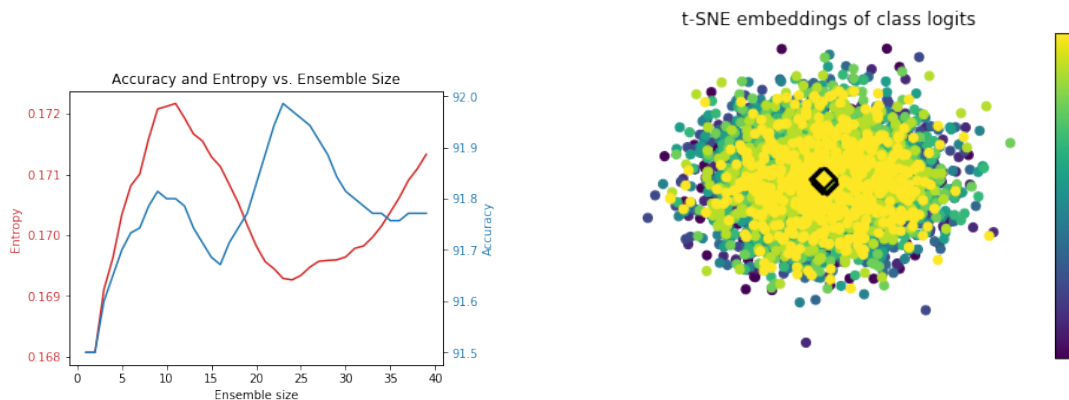 t-SNE embeddings of class logits
Accuracy and Entropy vs. Ensemble Size
0.172
0.171
0.170
0.169
0.168
Entropy
92.0
91.9
91.8
91.7
91.6
91.5
Accuracy
0 5 10 15 20 25 30 35 40
Ensemble size